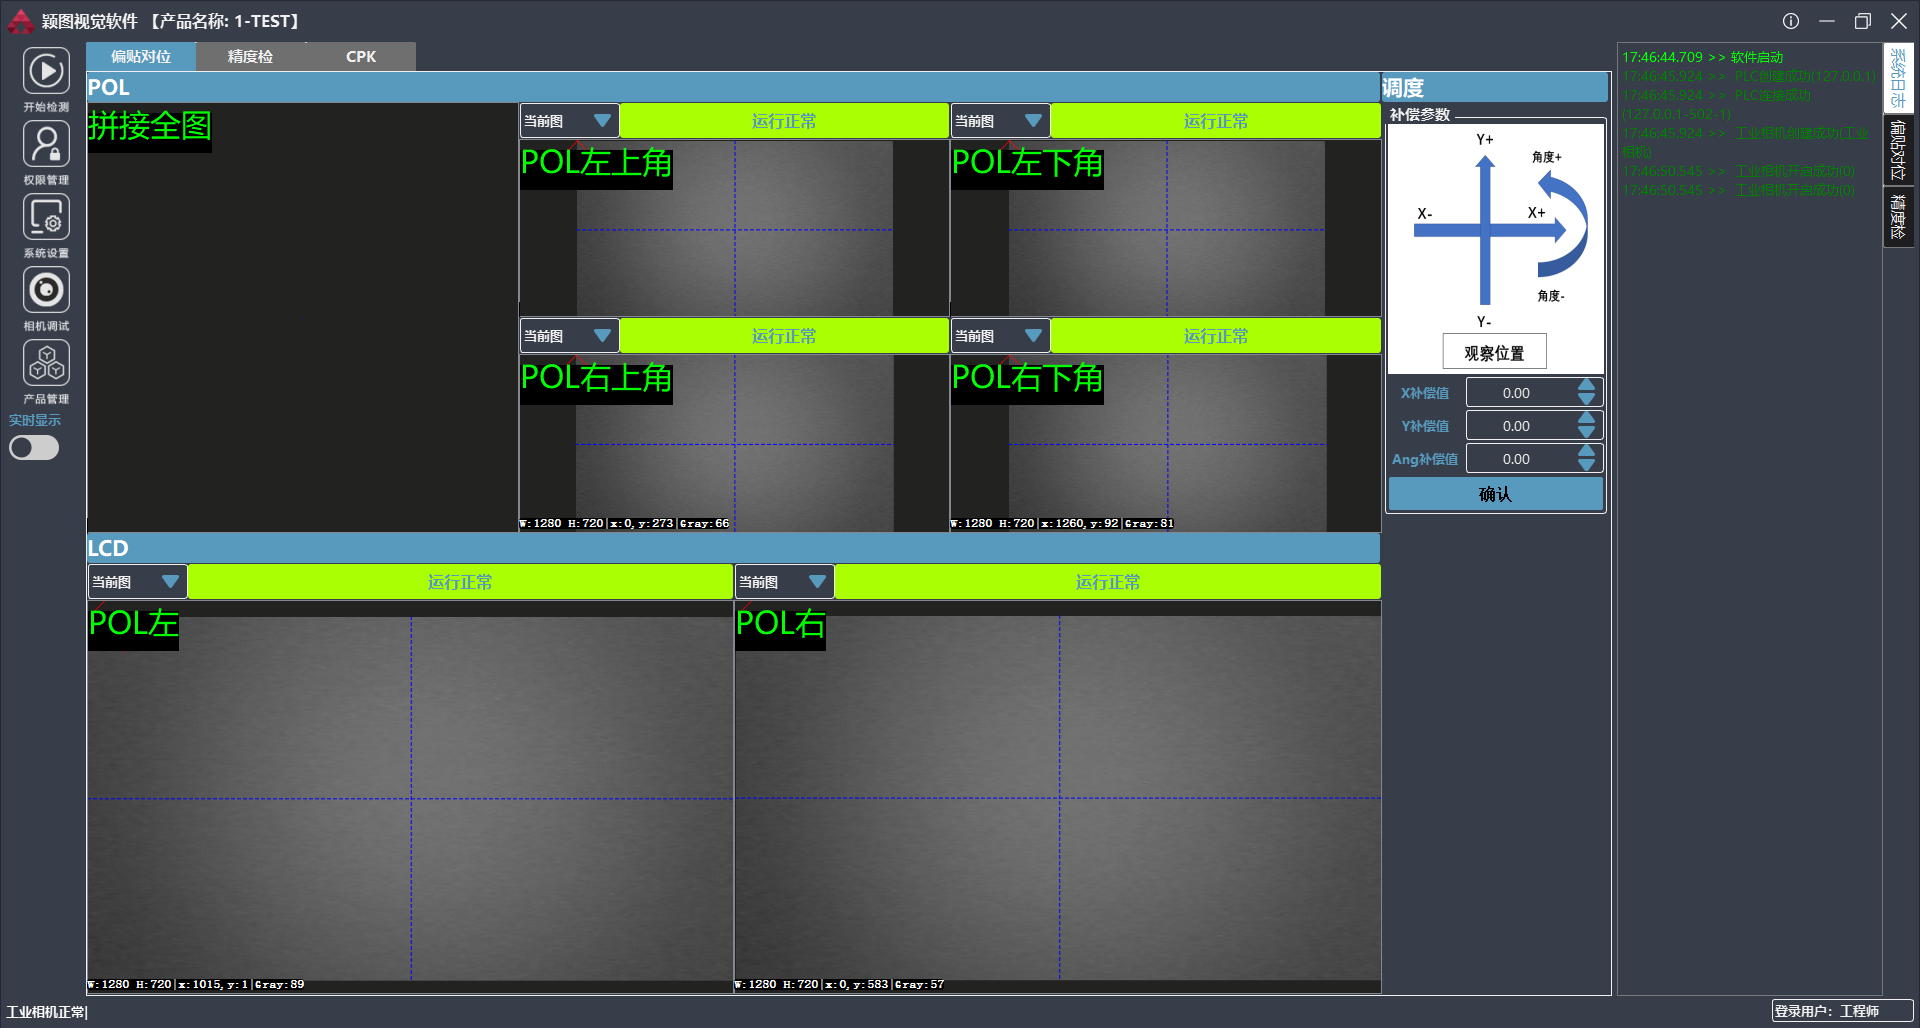 颖图视觉软件 【产品名称: 1-TEST】
开始检测
权限管理
系统设置
相机调试
产品管理
实时显示
偏贴对位 精度检 CPK
POL
拼接全图
当前图 运行正常
POL左上角
当前图 运行正常
POL左下角
当前图 运行正常
POL右上角
W:1280 H:720|x:0,y:273|Gray:66
当前图 运行正常
POL右下角
W:1280 H:720|x:1260,y:92|Gray:81
LCD
当前图 运行正常
POL左
W:1280 H:720|x:1015,y:1|Gray:89
当前图 运行正常
POL右
W:1280 H:720|x:0,y:583|Gray:57
调度
补偿参数
Y+
角度+
X-
X+
角度-
Y-
观察位置
X补偿值 0.00
Y补偿值 0.00
Ang补偿值 0.00
确认
17:46:44.709 >> 软件启动
17:46:45.924 >> PLC创建成功(127.0.0.1)
17:46:45.924 >> PLC连接成功
(127.0.0.1-502-1)
17:46:45.924 >> 工业相机创建成功(工业
相机)
17:46:50.545 >> 工业相机开启成功(0)
17:46:50.545 >> 工业相机开启成功(0)
系统日志
偏贴对位
精度检
工业相机正常|
登录用户: 工程师